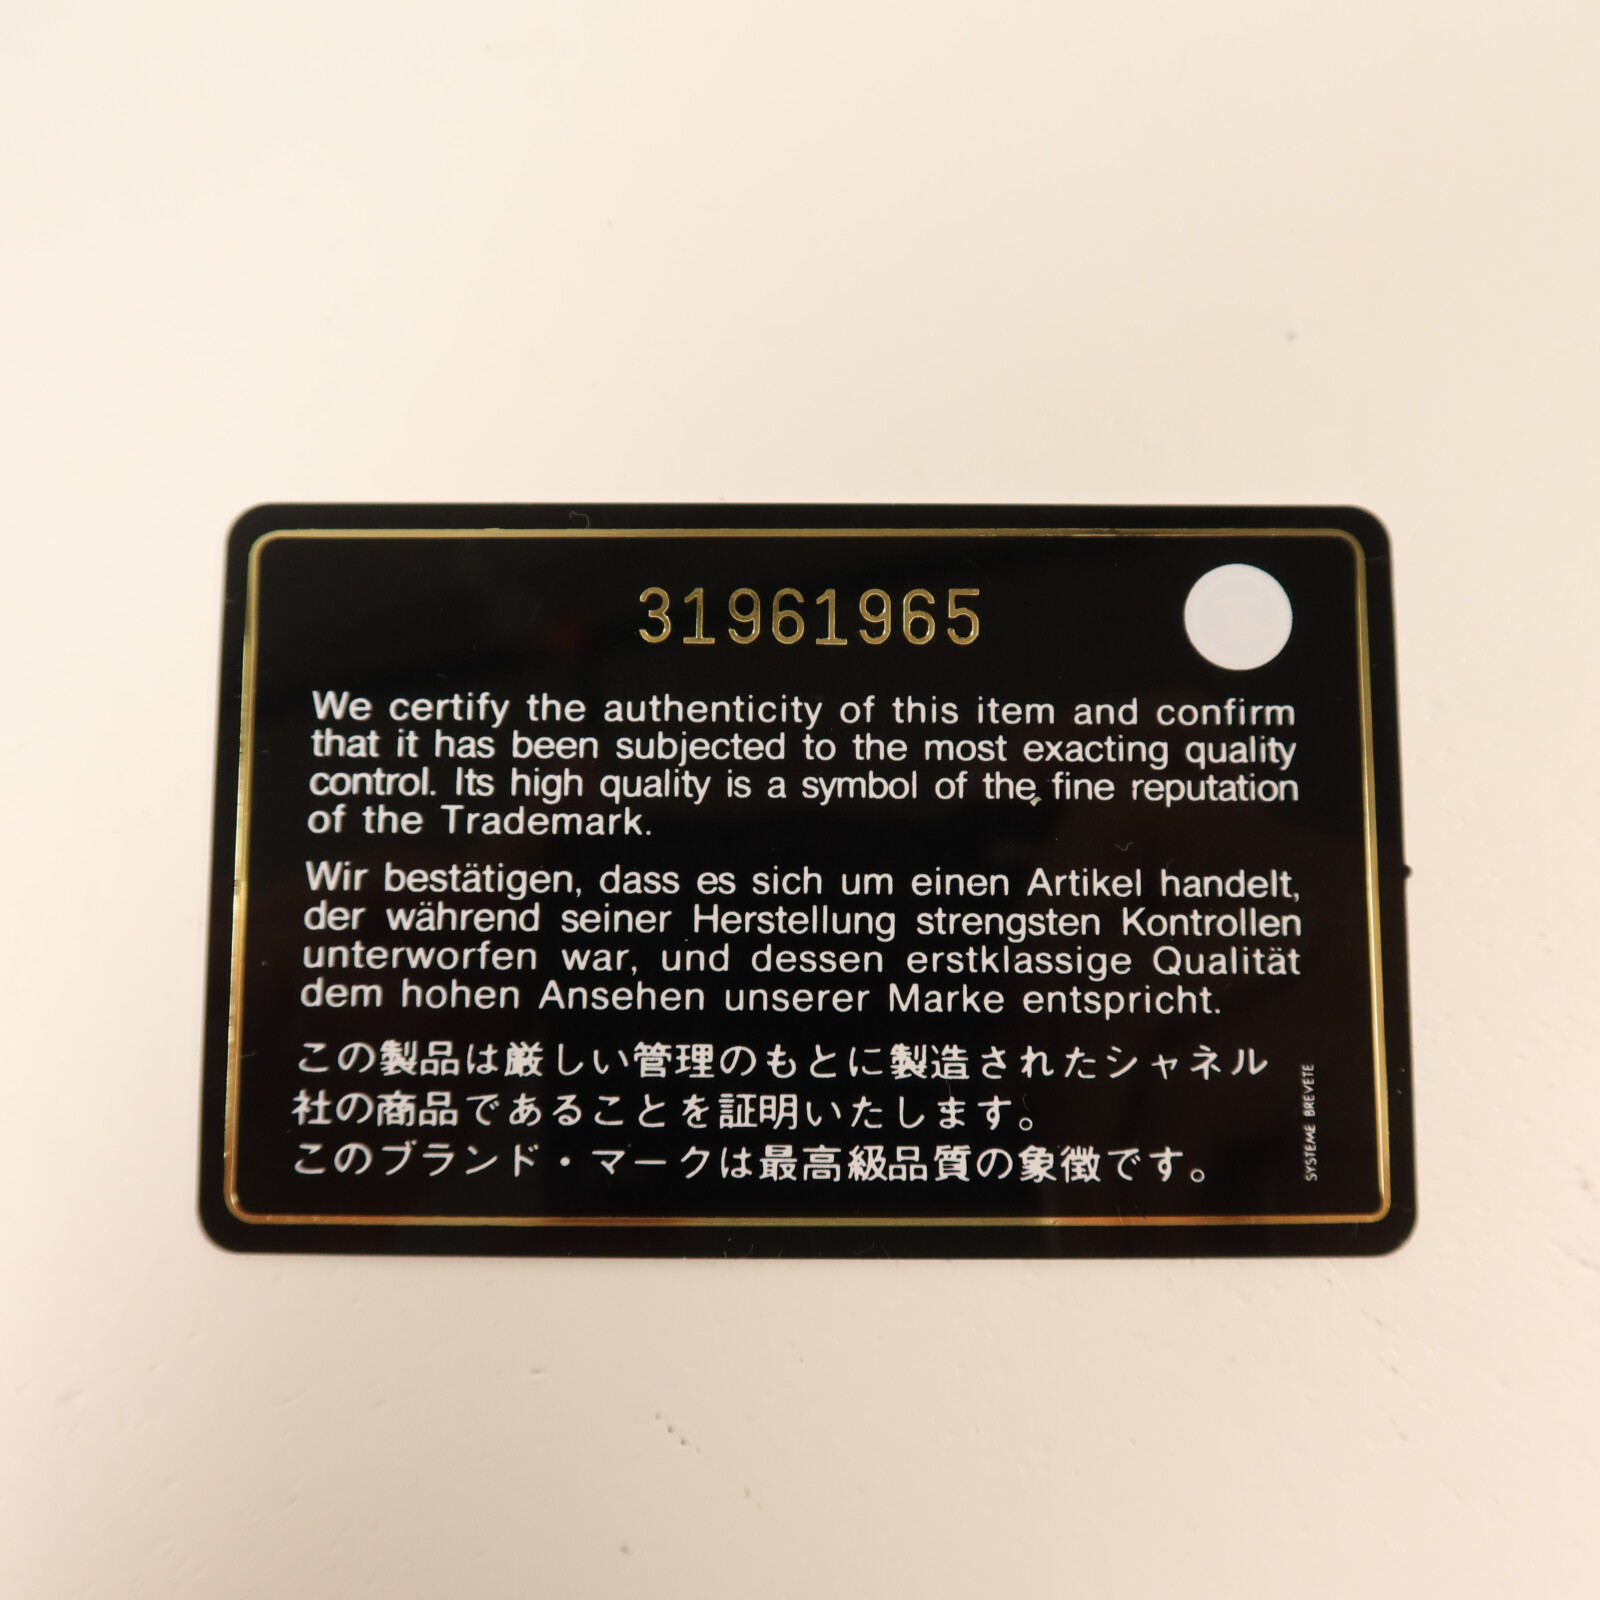 31961965
We certify the authenticity of this item and confirm
that it has been subjected to the most exacting quality
control. Its high quality is a symbol of the fine reputation
of the Trademark.
Wir bestätigen, dass es sich um einen Artikel handelt,
der während seiner Herstellung strengsten Kontrollen
unterworfen war, und dessen erstklassige Qualität
dem hohen Ansehen unserer Marke entspricht.
この製品は厳しい管理のもとに製造されたシャネル
社の商品であることを証明いたします。
このブランド・マークは最高級品質の象徴です。
SYSTEME BREVETE